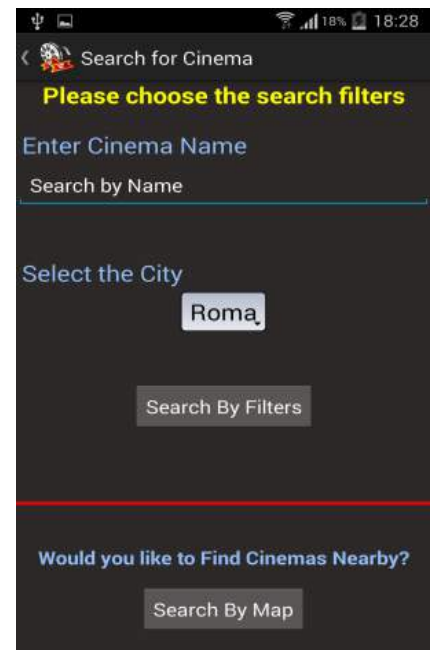 18% 18:28
Search for Cinema
Please choose the search filters
Enter Cinema Name
Search by Name
Select the City
Roma
Search By Filters
Would you like to Find Cinemas Nearby?
Search By Map